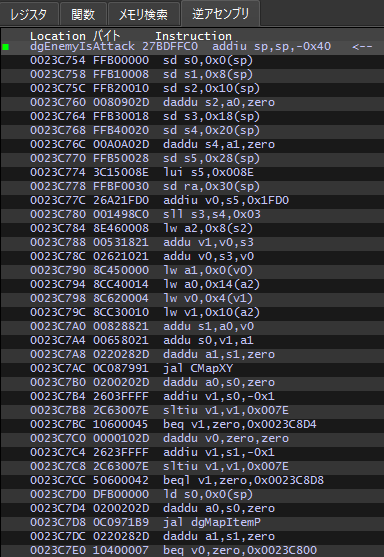 レジスタ 関数 メモリ検索 逆アセンブリ
Location バイト Instruction
dgEnemyIsAttack 27BDFFC0 addiu sp,sp,-0x40 <--
0023C754 FFB00000 sd s0,0x0(sp)
0023C758 FFB10008 sd s1,0x8(sp)
0023C75C FFB20010 sd s2,0x10(sp)
0023C760 0080902D daddu s2,a0,zero
0023C764 FFB30018 sd s3,0x18(sp)
0023C768 FFB40020 sd s4,0x20(sp)
0023C76C 00A0A02D daddu s4,a1,zero
0023C770 FFB50028 sd s5,0x28(sp)
0023C774 3C15008E lui s5,0x008E
0023C778 FFBF0030 sd ra,0x30(sp)
0023C77C 26A21FD0 addiu v0,s5,0x1FD0
0023C780 001498C0 sll s3,s4,0x03
0023C784 8E460008 lw a2,0x8(s2)
0023C788 00531821 addu v1,v0,s3
0023C78C 02621021 addu v0,s3,v0
0023C790 8C450000 lw a1,0x0(v0)
0023C794 8CC40014 lw a0,0x14(a2)
0023C798 8C620004 lw v0,0x4(v1)
0023C79C 8CC30010 lw v1,0x10(a2)
0023C7A0 00828821 addu s1,a0,v0
0023C7A4 00658021 addu s0,v1,a1
0023C7A8 0220282D daddu a1,s1,zero
0023C7AC 0C087991 jal CMapXY
0023C7B0 0200202D daddu a0,s0,zero
0023C7B4 2603FFFF addiu v1,s0,-0x1
0023C7B8 2C63007E sltiu v1,v1,0x007E
0023C7BC 10600045 beq v1,zero,0x0023C8D4
0023C7C0 0000102D daddu v0,zero,zero
0023C7C4 2623FFFF addiu v1,s1,-0x1
0023C7C8 2C63007E sltiu v1,v1,0x007E
0023C7CC 50600042 beql v1,zero,0x0023C8D8
0023C7D0 DFB00000 ld s0,0x0(sp)
0023C7D4 0200202D daddu a0,s0,zero
0023C7D8 0C0971B9 jal dgMapItemP
0023C7DC 0220282D daddu a1,s1,zero
0023C7E0 10400007 beq v0,zero,0x0023C800